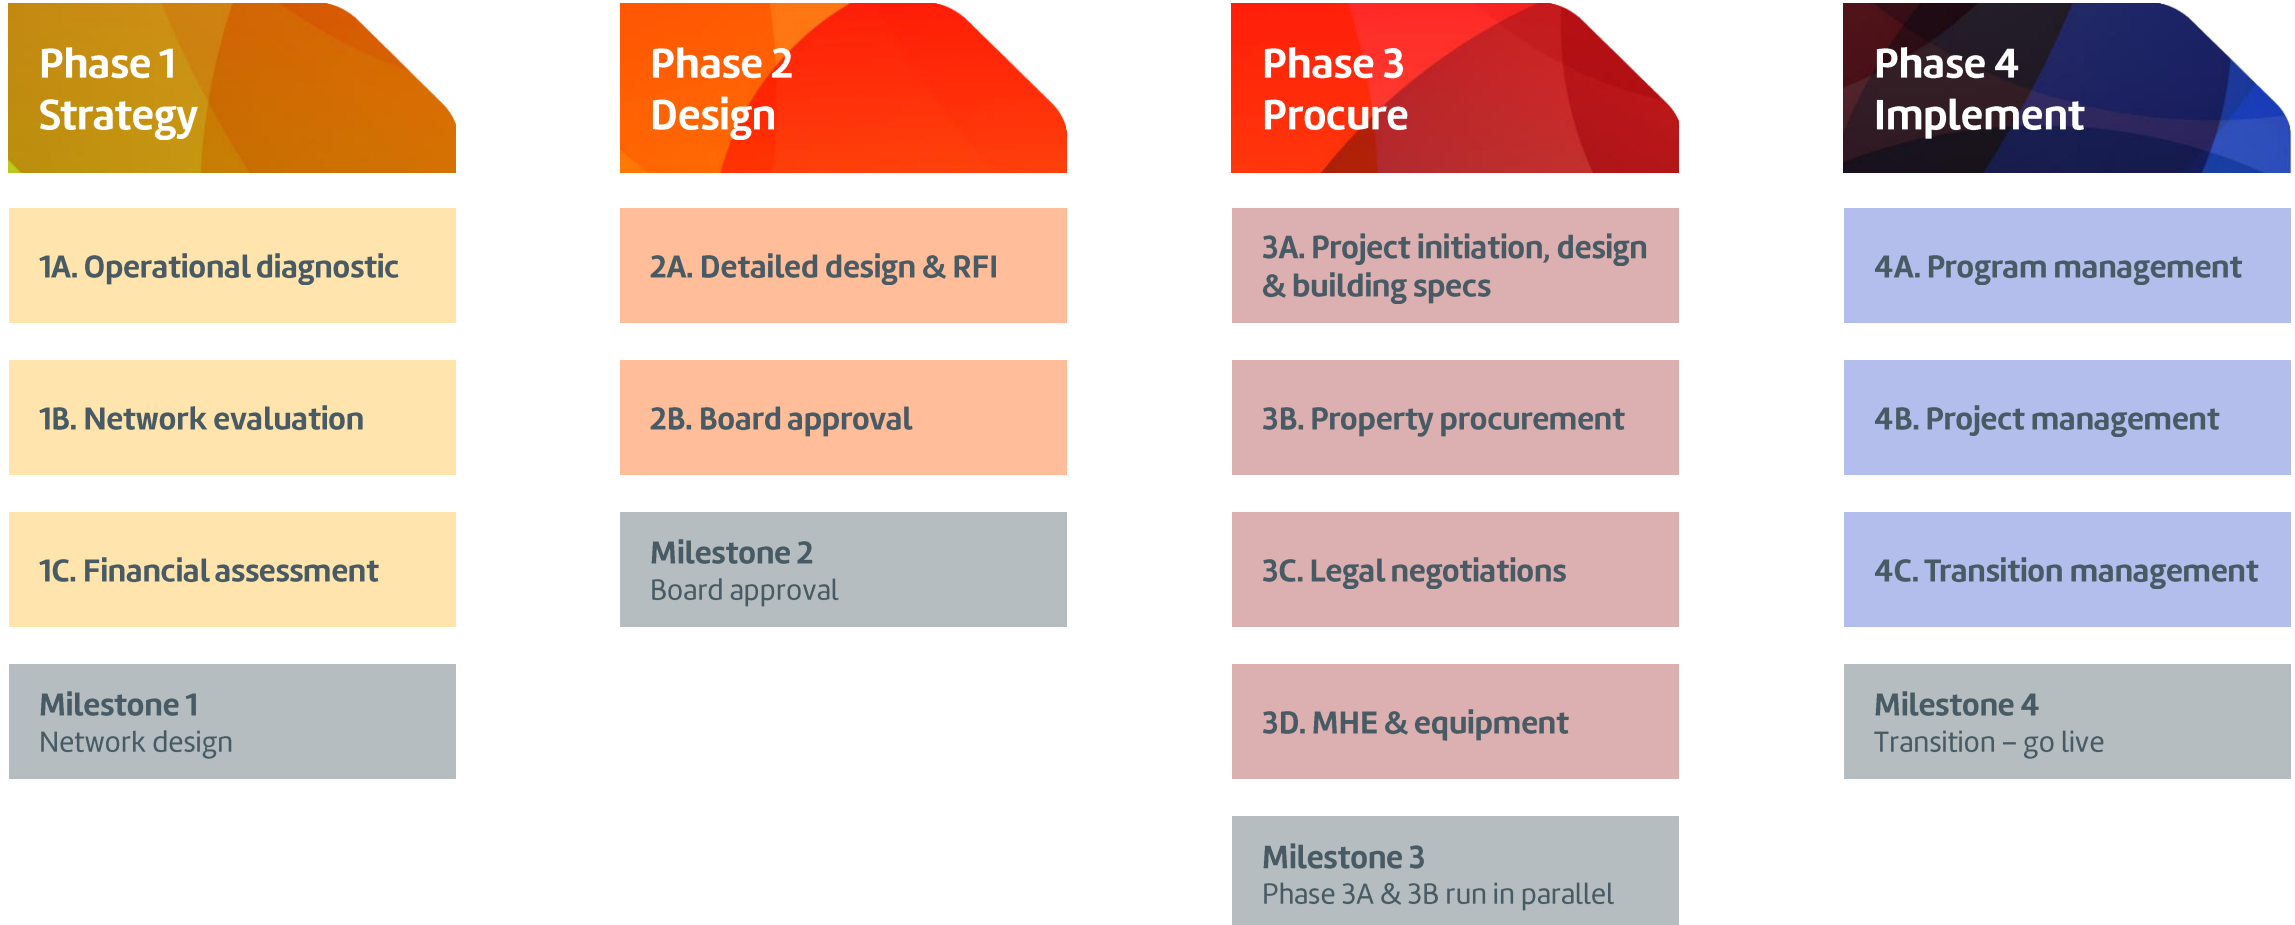 Phase 1
Strategy
1A. Operational diagnostic
1B. Network evaluation
1C. Financial assessment
Milestone 1
Network design
Phase 2
Design
2A. Detailed design & RFI
2B. Board approval
Milestone 2
Board approval
Phase 3
Procure
3A. Project initiation, design
& building specs
3B. Property procurement
3C. Legal negotiations
3D. MHE & equipment
Milestone 3
Phase 3A & 3B run in parallel
Phase 4
Implement
4A. Program management
4B. Project management
4C. Transition management
Milestone 4
Transition – go live